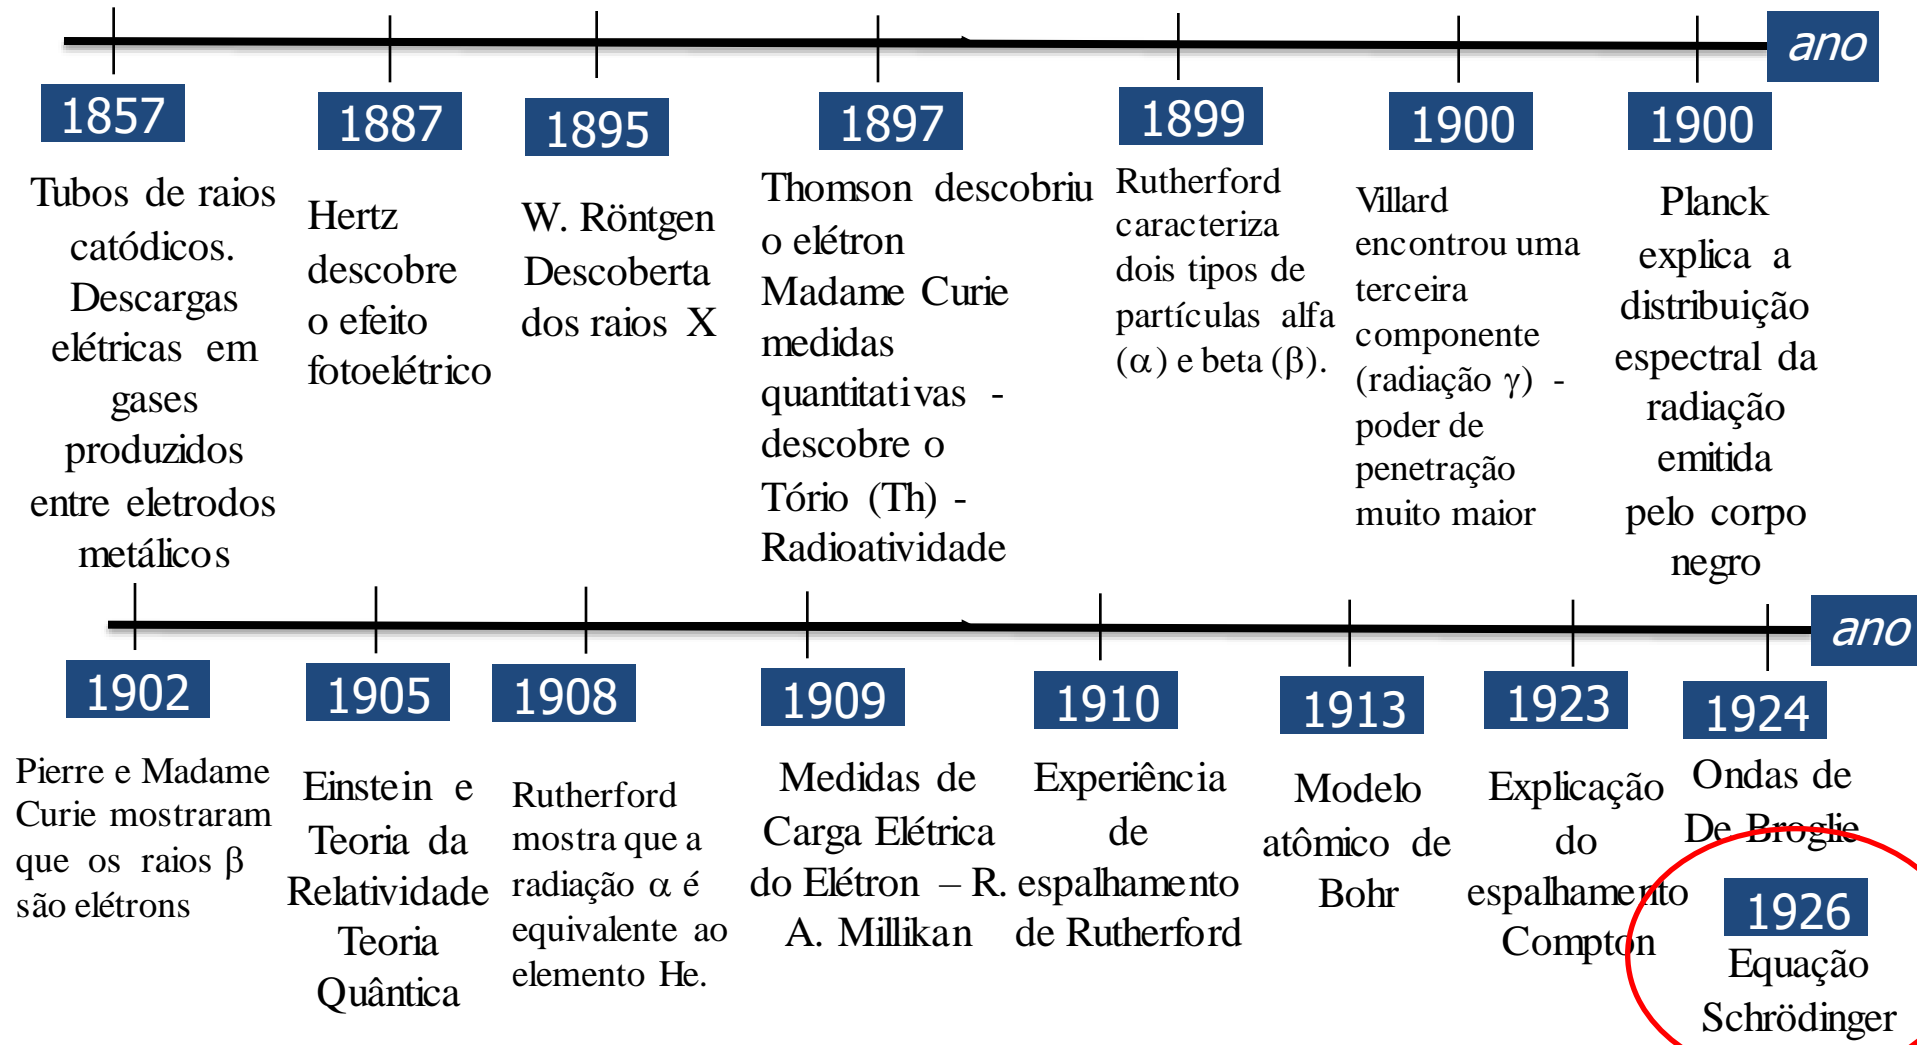 ano
1857
Tubos de raios
catódicos.
Descargas
elétricas em
gases
produzidos
entre eletrodos
metálicos
1887
Hertz
descobre
o efeito
fotoelétrico
1895
W. Röntgen
Descoberta
dos raios X
1897
Thomson descobriu
o elétron
Madame Curie
medidas
quantitativas -
descobre o
Tório (Th) -
Radioatividade
1899
Rutherford
caracteriza
dois tipos de
partículas alfa
(α) e beta (β).
1900
Villard
encontrou uma
terceira
componente
(radiação γ) -
poder de
penetração
muito maior
1900
Planck
explica a
distribuição
espectral da
radiação
emitida
pelo corpo
negro
ano
1902
Pierre e Madame
Curie mostraram
que os raios β
são elétrons
1905
Einstein e
Teoria da
Relatividade
Teoria
Quântica
1908
Rutherford
mostra que a
radiação α é
equivalente ao
elemento He.
1909
Medidas de
Carga Elétrica
do Elétron – R.
A. Millikan
1910
Experiência
de
espalhamento
de Rutherford
1913
Modelo
atômico de
Bohr
1923
Explicação
do
espalhamento
Compton
1924
Ondas de
De Broglie
1926
Equação
Schrödinger